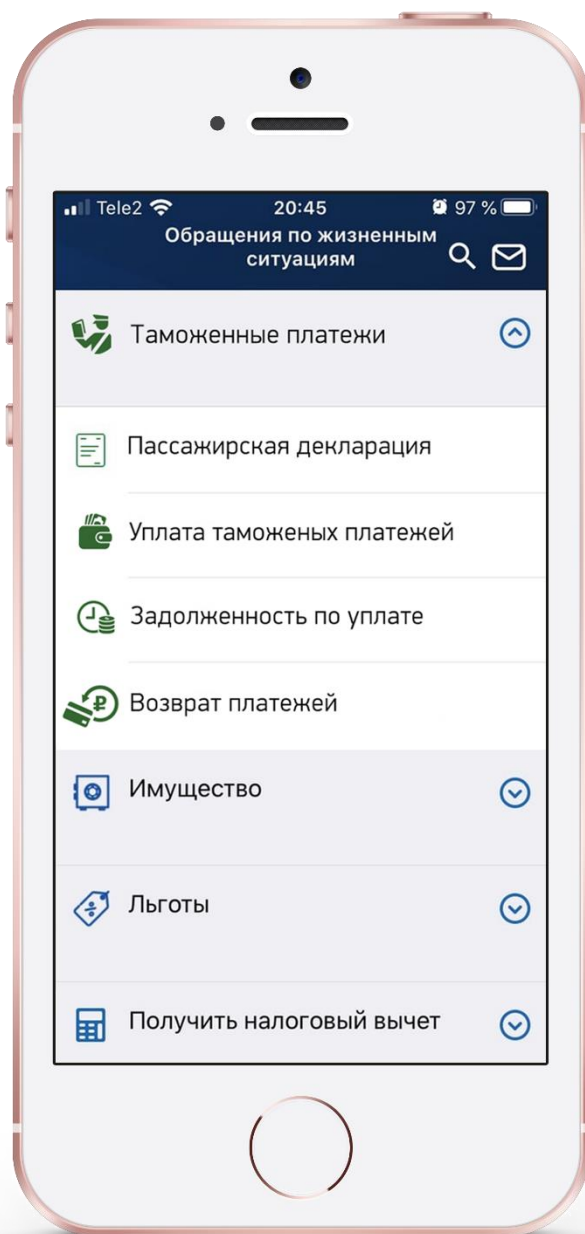 Tele2 20:45 97 %
Обращения по жизненным
ситуациям
Таможенные платежи
Пассажирская декларация
Уплата таможеных платежей
Задолженность по уплате
Возврат платежей
Имущество
Льготы
Получить налоговый вычет